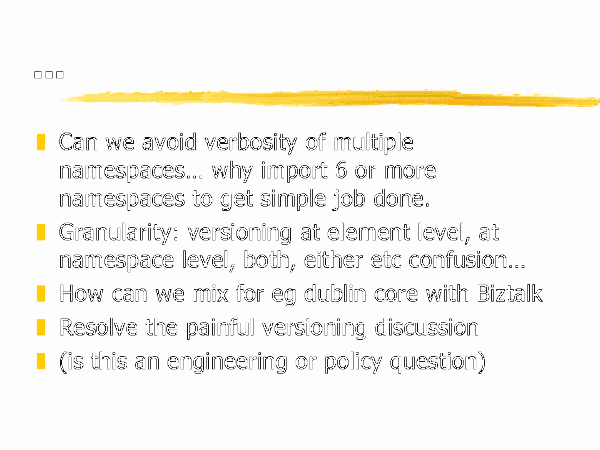 ...
Can we avoid verbosity of multiple
namespaces... why import 6 or more
namespaces to get simple job done.
Granularity: versioning at element level, at
namespace level, both, either etc confusion...
How can we mix for eg dublin core with Biztalk
Resolve the painful versioning discussion
(is this an engineering or policy question)